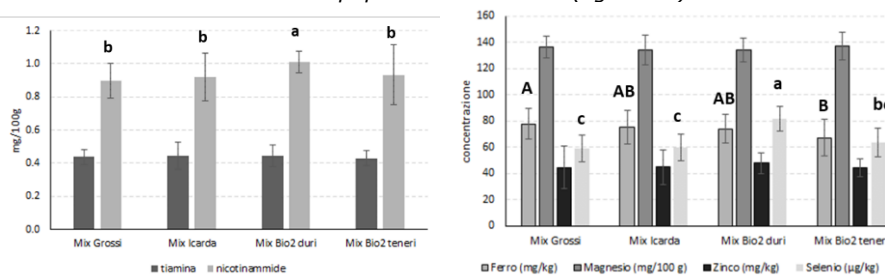 1.2
1.0
0.8
0.6
0.4
0.2
0.0
mg/100g
b
b
a
b
Mix Grossi
Mix Icarda
Mix Bio2 duri
Mix Bio2 teneri
tiamina
nicotinammide
160
140
120
100
80
60
40
20
0
concentrazione
A
c
AB
c
AB
a
B
Mix Grossi
Mix Icarda
Mix Bio2 duri
Mix Bio2 teneri
Ferro (mg/kg)
Magnesio (mg/100 g)
Zinco (mg/kg)
Selenio (µg/kg)